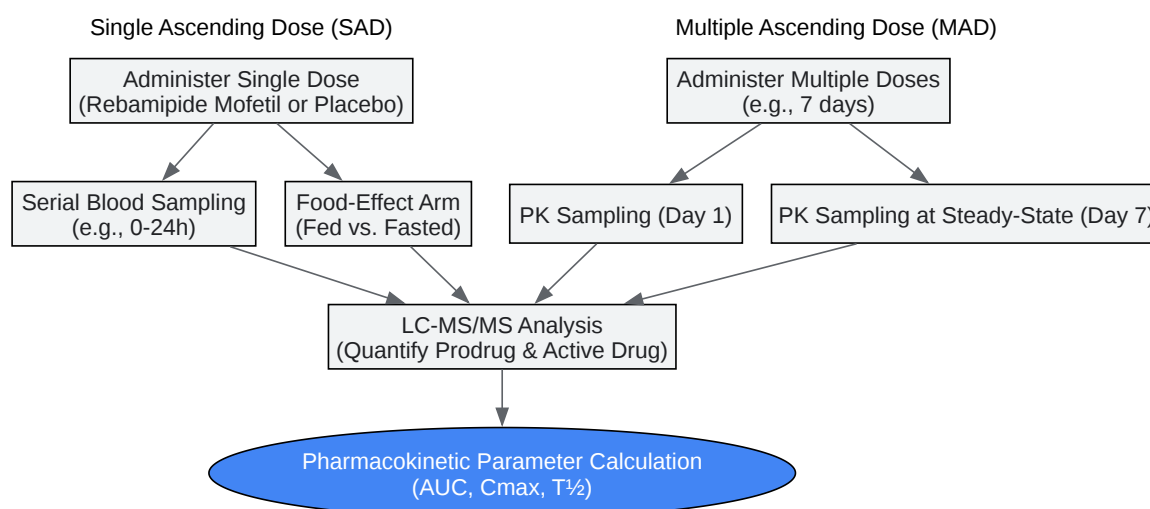 Single Ascending Dose (SAD)
Multiple Ascending Dose (MAD)
Administer Single Dose
(Rebamipide Mofetil or Placebo)
Administer Multiple Doses
(e.g., 7 days)
Serial Blood Sampling
(e.g., 0-24h)
Food-Effect Arm
(Fed vs. Fasted)
PK Sampling (Day 1)
PK Sampling at Steady-State (Day 7)
LC-MS/MS Analysis
(Quantify Prodrug & Active Drug)
Pharmacokinetic Parameter Calculation
(AUC, Cmax, T½)